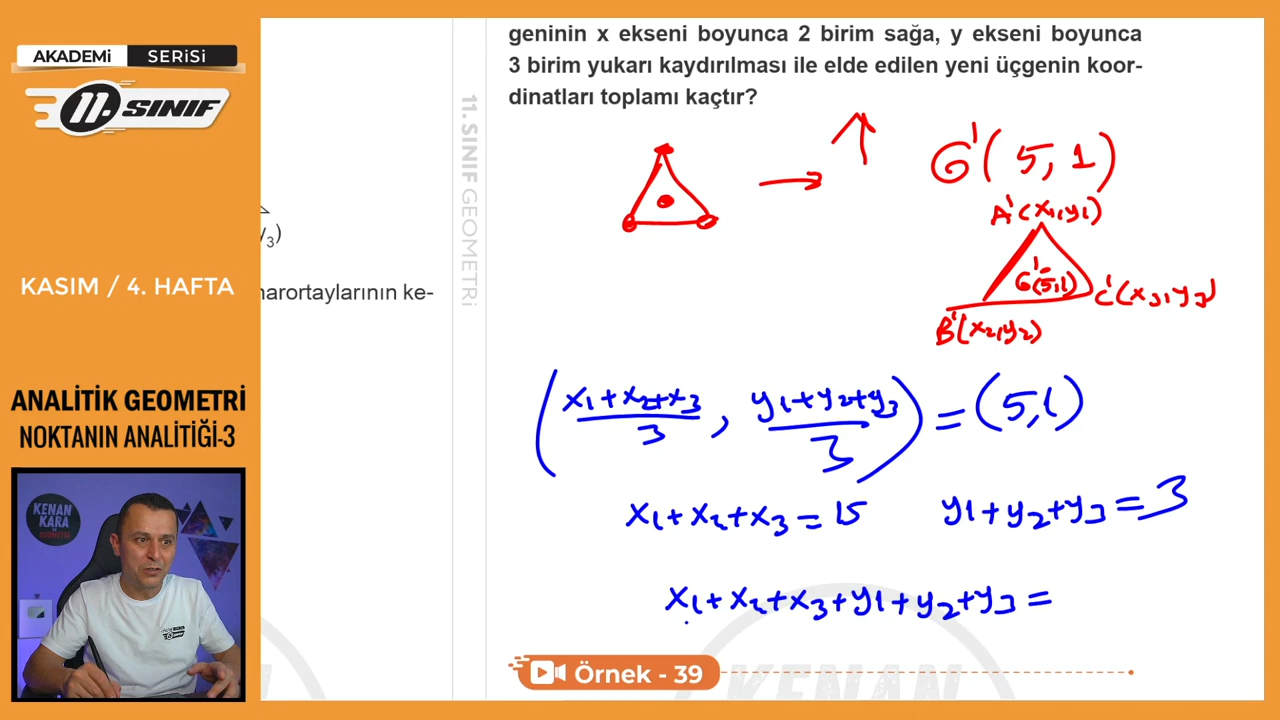 AKADEMi SERiSi
11. SINIF
KASIM / 4. HAFTA
ANALİTİK GEOMETRİ
NOKTANIN ANALİTİĞİ-3
KENAN
KARA
GEOMETRİ
3)
narortaylarının ke-
11. SINIF GEOMETRİ
geninin x ekseni boyunca 2 birim sağa, y ekseni boyunca
3 birim yukarı kaydırılması ile elde edilen yeni üçgenin koor-
dinatları toplamı kaçtır?
G'(5,1)
A'(x1,y1)
G'(5,1)
C'(x3,y3)
B'(x2,y2)
(x1+x2+x3/3, y1+y2+y3/3) = (5,1)
x1+x2+x3=15 y1+y2+y3=3
x1+x2+x3+y1+y2+y3=
Örnek - 39
KENAN